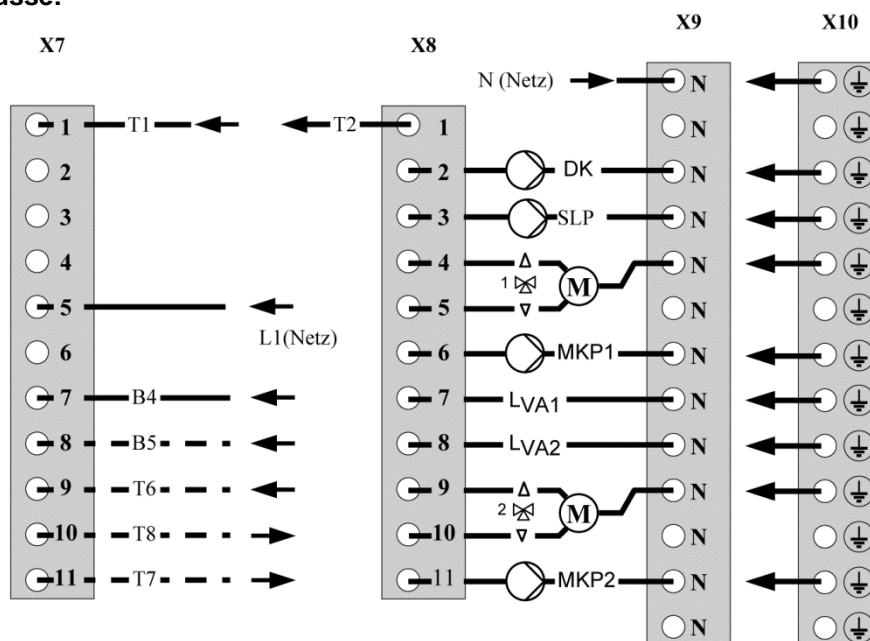 usse:
X7 X8 X9 X10
N (Netz) N
1 T1 T2 1 N
2 2 DK N
3 3 SLP N
4 4 1 M N
5 5 N
L1(Netz)
6 6 MKP1 N
7 B4 7 LVA1 N
8 B5 8 LVA2 N
9 T6 9 2 M N
10 T8 10 N
11 T7 11 MKP2 N
N